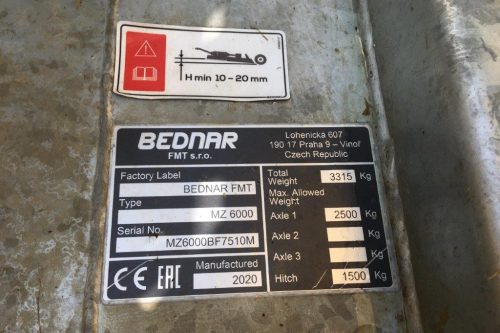 H min 10 - 20 mm
BEDNAR
FMT s.r.o.
Lohenická 607
190 17 Praha 9 - Vinoř
Czech Republic
Factory Label
BEDNAR FMT
Type
MZ 6000
Serial No.
MZ6000BF7510M
CE EAC
Manufactured
2020
Total Weight 3315 Kg
Max. Allowed
Weight
Axle 1 2500 Kg
Axle 2 Kg
Axle 3 Kg
Hitch 1500 Kg